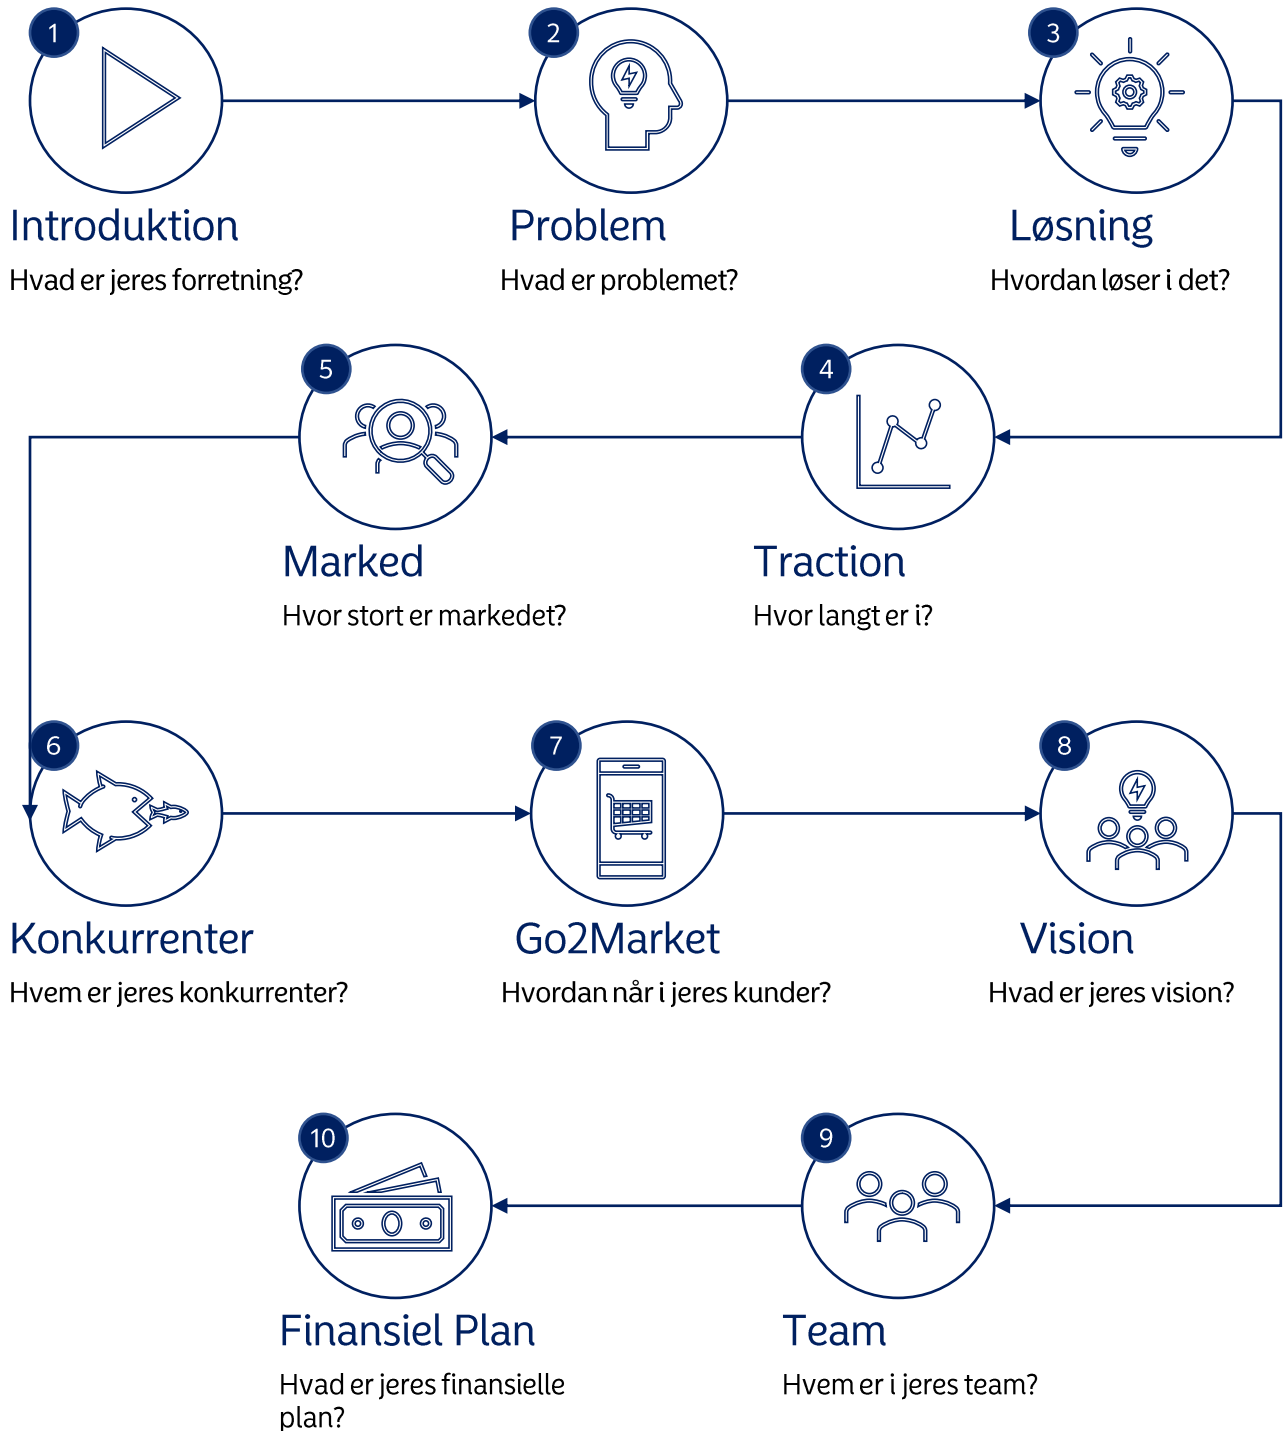 1
Introduktion
Hvad er jeres forretning?
2
Problem
Hvad er problemet?
3
Løsning
Hvordan løser i det?
4
Traction
Hvor langt er i?
5
Marked
Hvor stort er markedet?
6
Konkurrenter
Hvem er jeres konkurrenter?
7
Go2Market
Hvordan når i jeres kunder?
8
Vision
Hvad er jeres vision?
9
Team
Hvem er i jeres team?
10
Finansiel Plan
Hvad er jeres finansielle
plan?